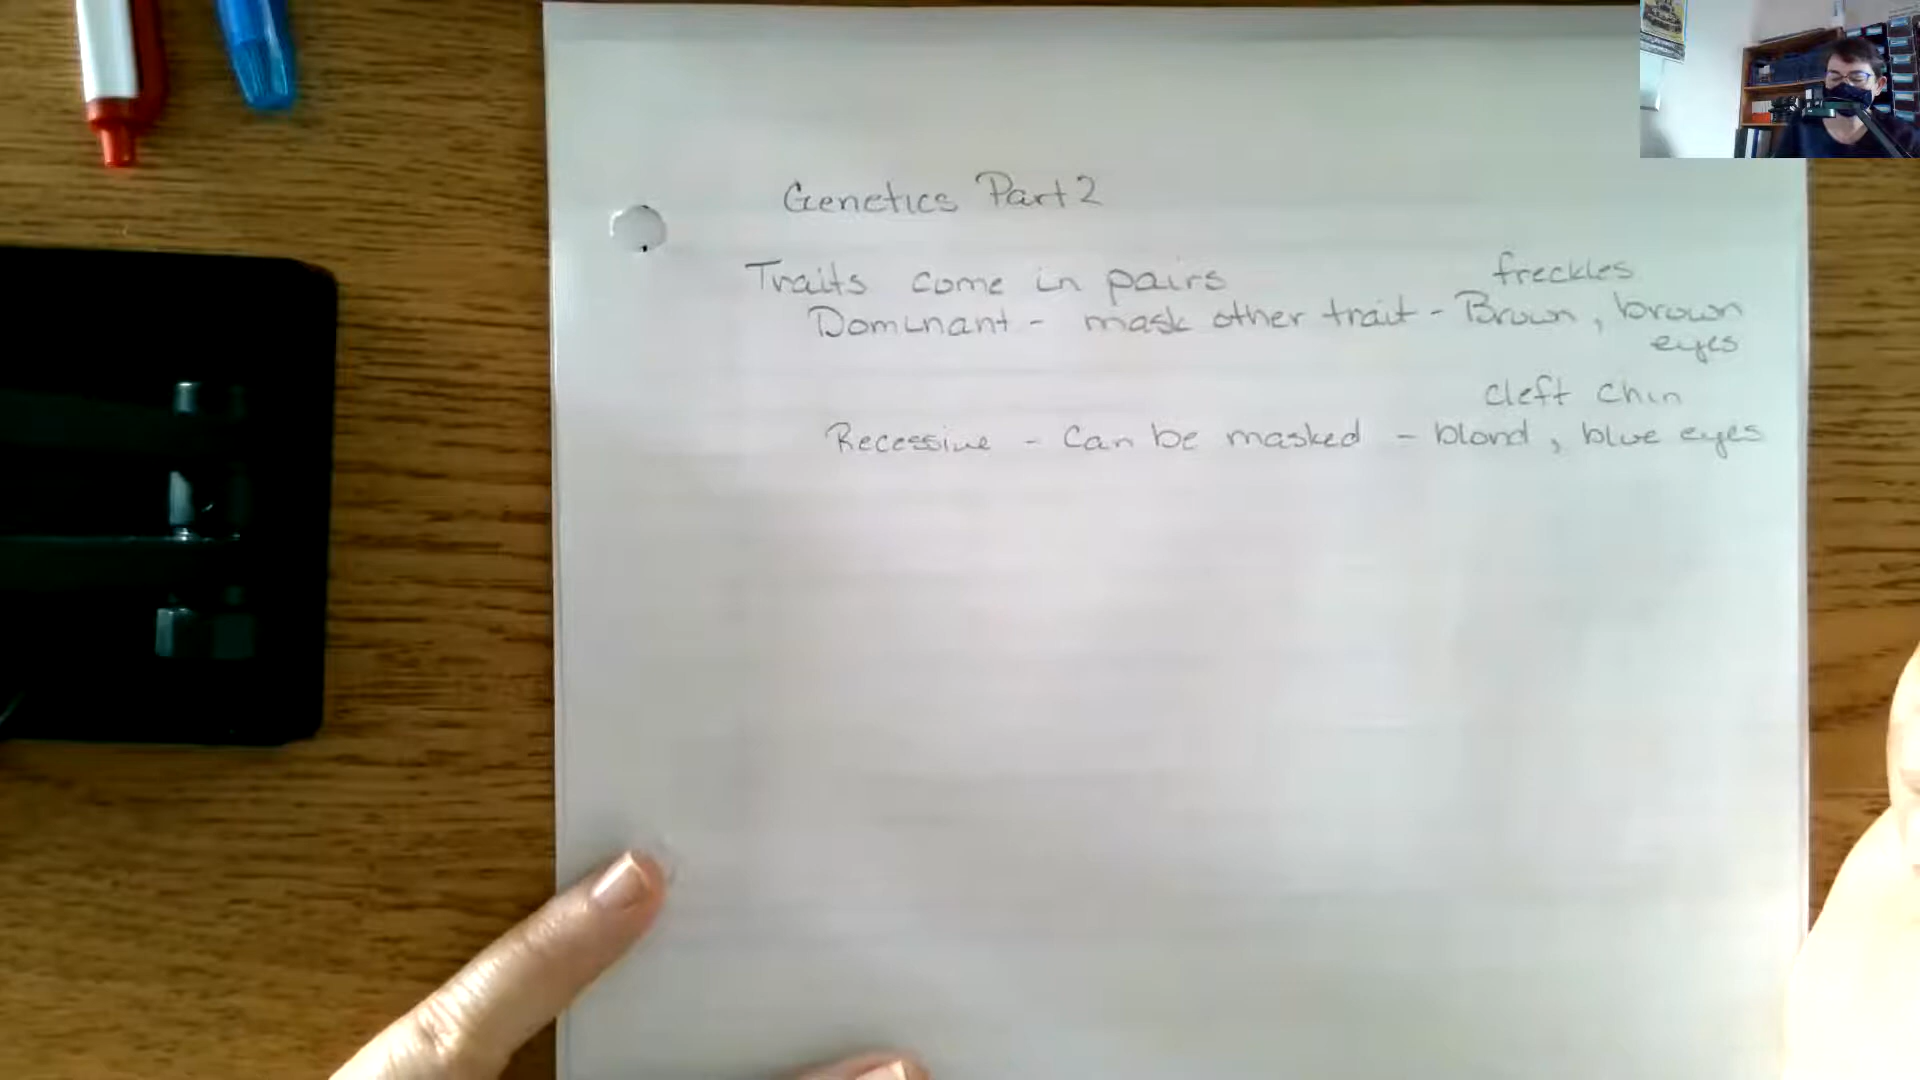 Genetics Part 2
Traits come in pairs
freckles
Dominant - mask other trait - Brown, brown
eyes
cleft chin
Recessive - Can be masked - blond, blue eyes